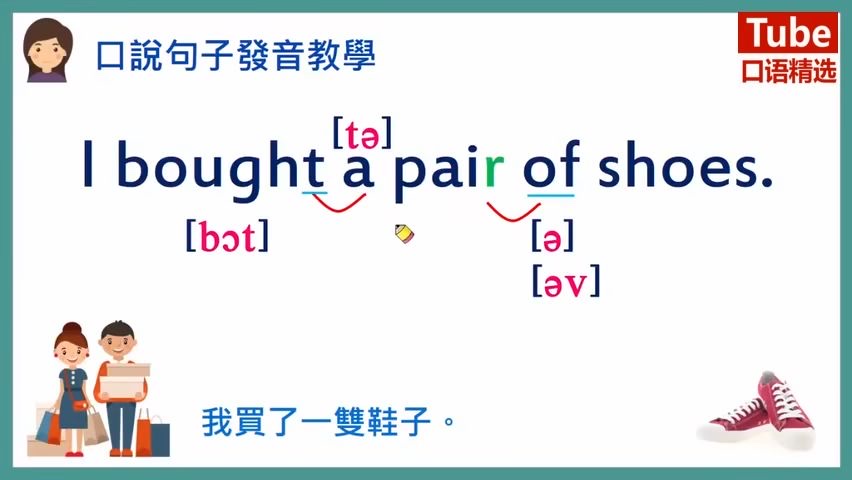 口說句子發音教學
Tube
口语精选
[tə]
I bought a pair of shoes.
[bɔt]
[ə]
[əv]
我買了一雙鞋子。